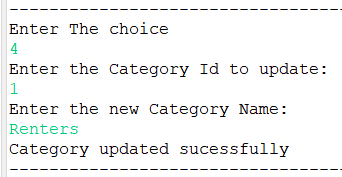 ----------------------------------
Enter The choice
4
Enter the Category Id to update:
1
Enter the new Category Name:
Renters
Category updated sucessfully
----------------------------------